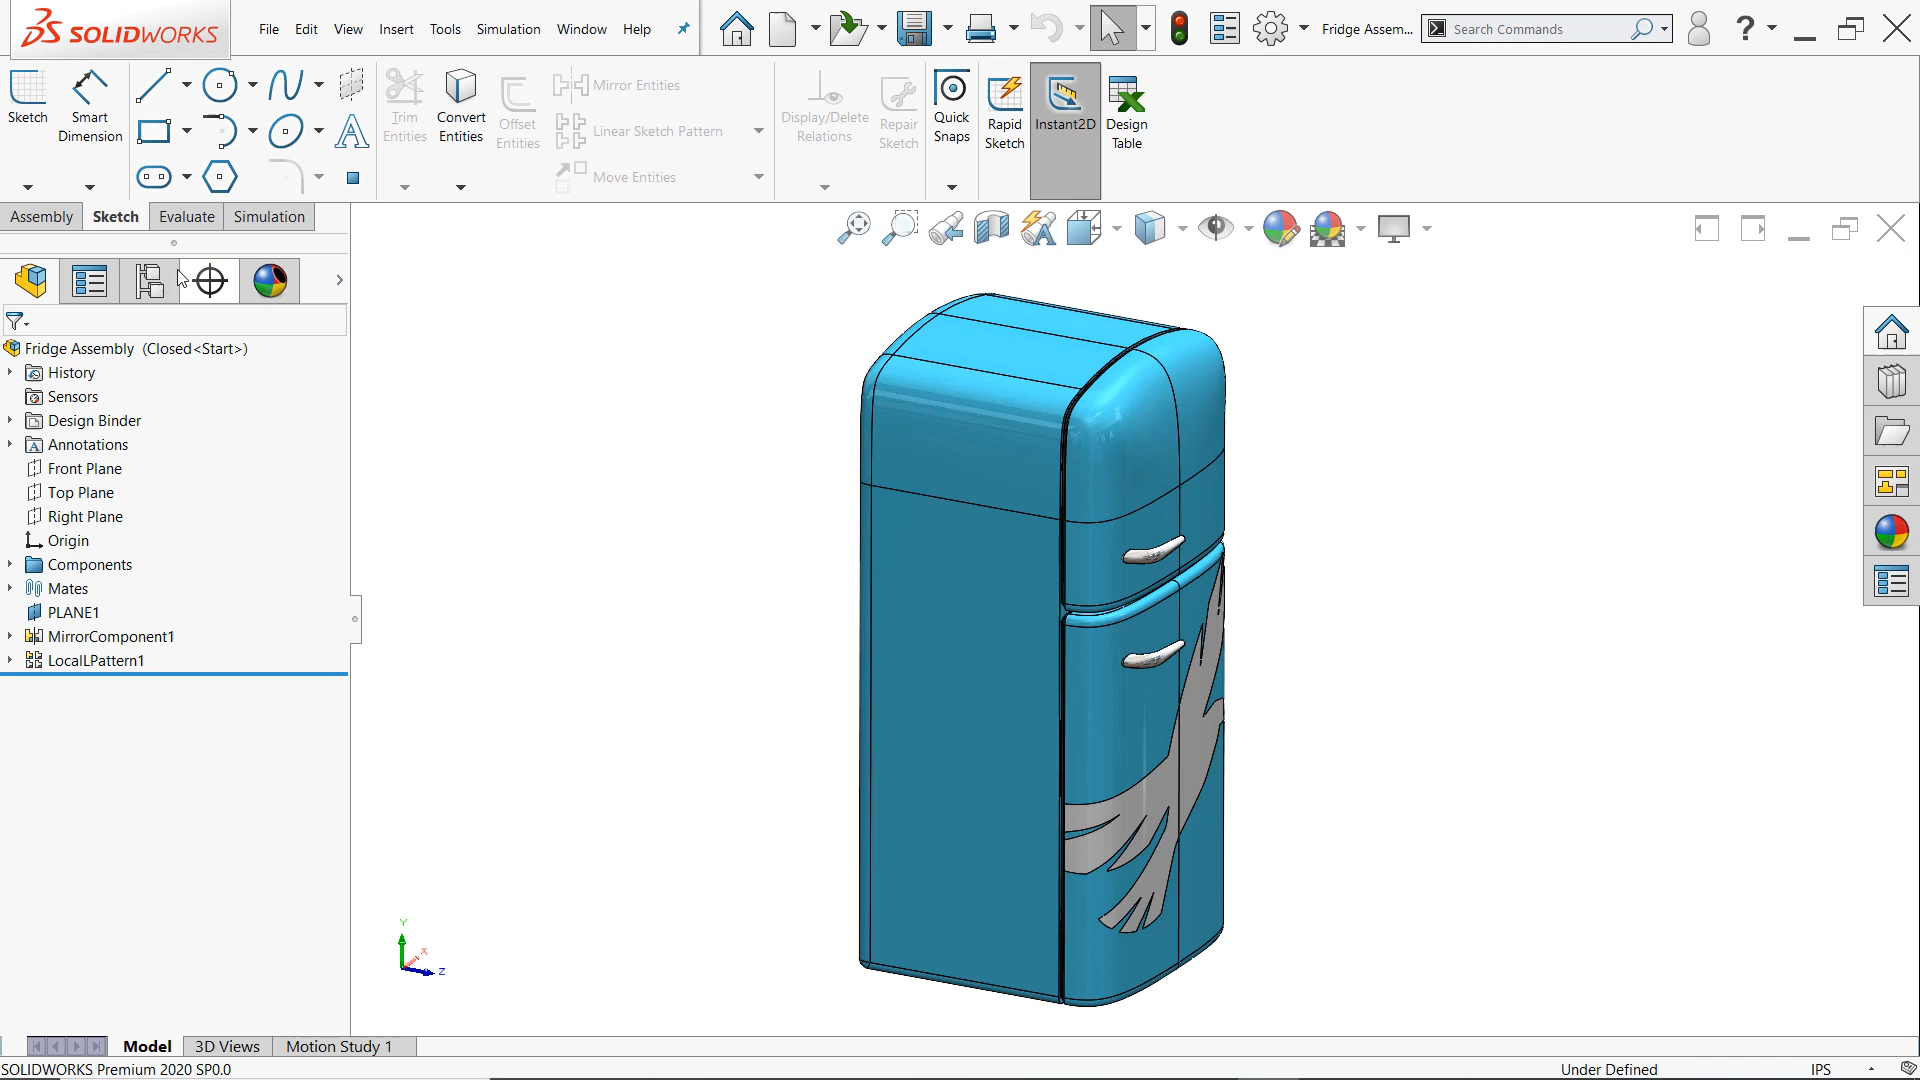 SOLIDWORKS
File Edit View Insert Tools Simulation Window Help
Fridge Assem...
Search Commands
?
Sketch
Smart Dimension
Trim Entities
Convert Entities
Offset Entities
Mirror Entities
Linear Sketch Pattern
Move Entities
Display/Delete Relations
Repair Sketch
Quick Snaps
Rapid Sketch
Instant2D
Design Table
Assembly Sketch Evaluate Simulation
Fridge Assembly (Closed<Start>)
History
Sensors
Design Binder
Annotations
Front Plane
Top Plane
Right Plane
Origin
Components
Mates
PLANE1
MirrorComponent1
LocalLPattern1
Y
X
Z
Model 3D Views Motion Study 1
SOLIDWORKS Premium 2020 SP0.0
Under Defined
IPS